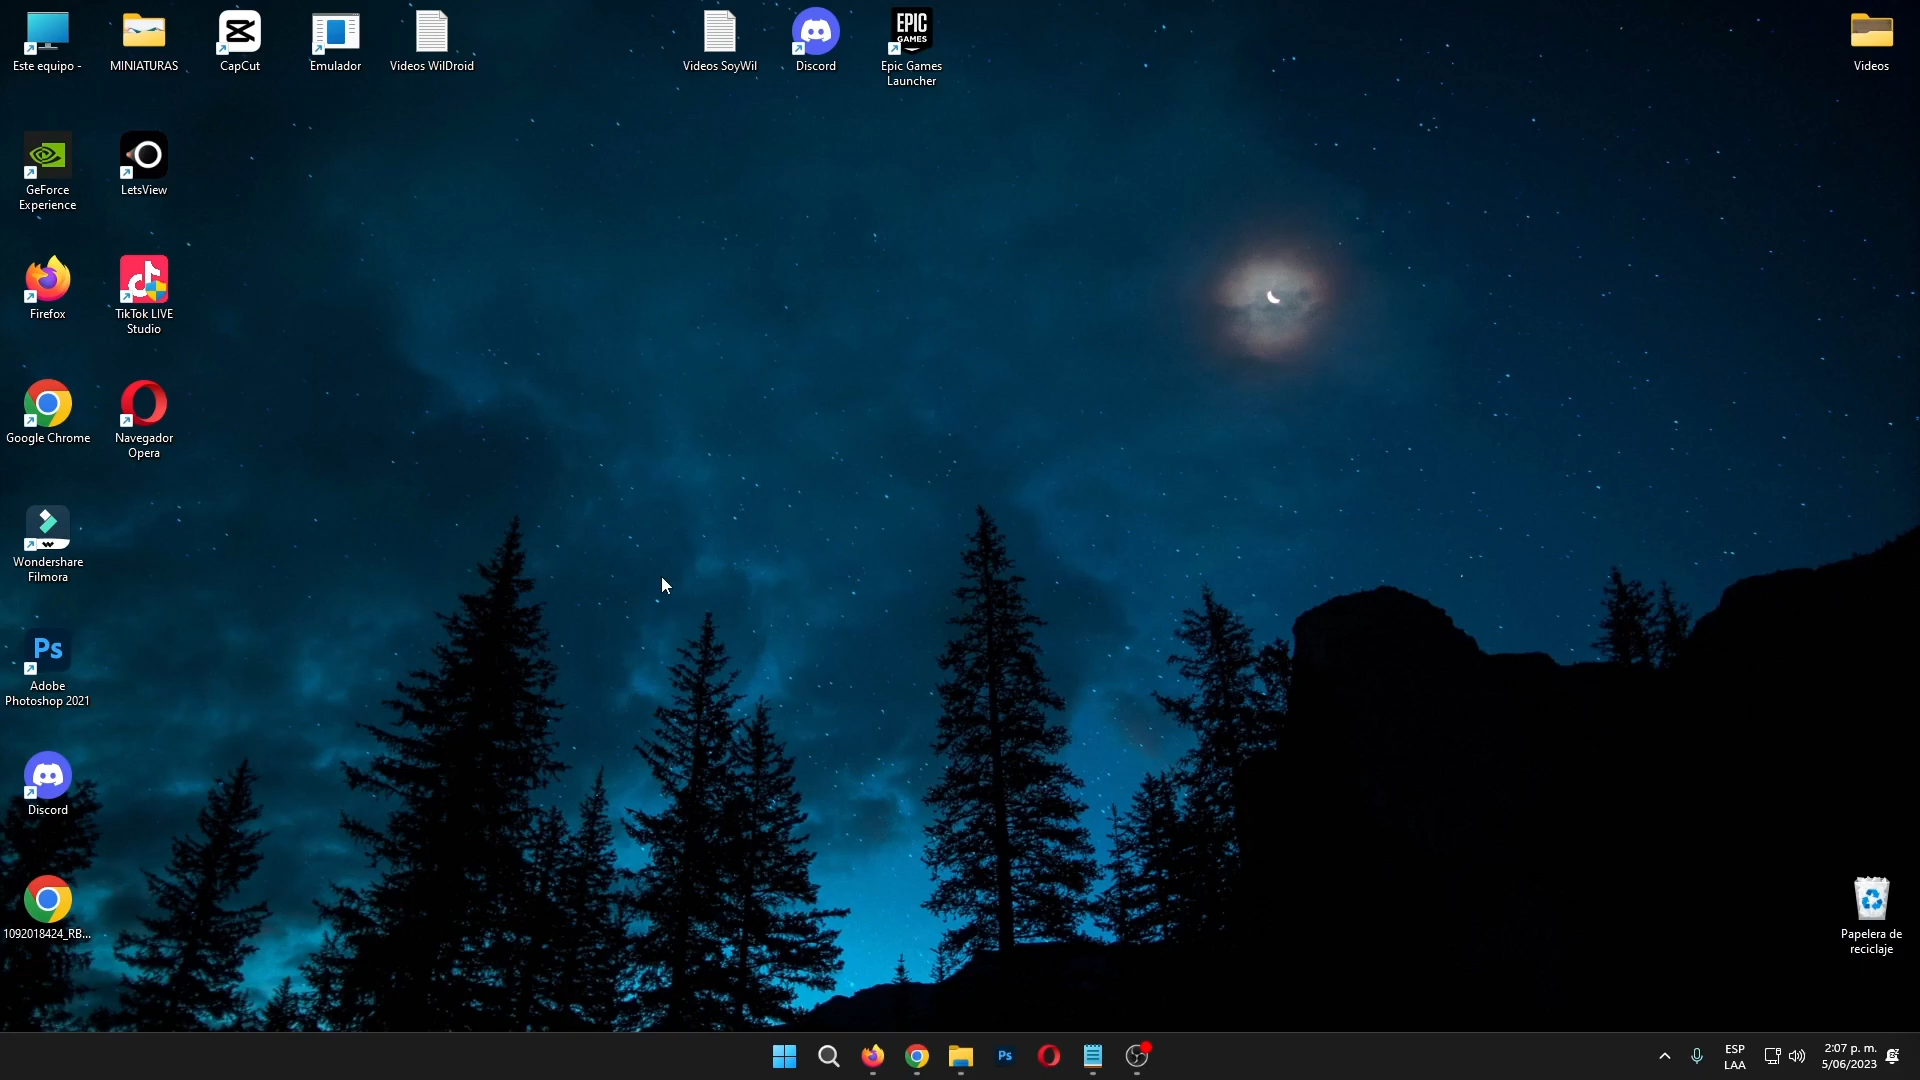 Este equipo -
MINIATURAS
CapCut
Emulador
Videos WilDroid
Videos SoyWil
Discord
EPIC
GAMES
Epic Games
Launcher
Videos
GeForce
Experience
LetsView
Firefox
TikTok LIVE
Studio
Google Chrome
Navegador
Opera
Wondershare
Filmora
Ps
Adobe
Photoshop 2021
Discord
1092018424_RB...
Papelera de
reciclaje
Ps
ESP
LAA
2:07 p. m.
5/06/2023